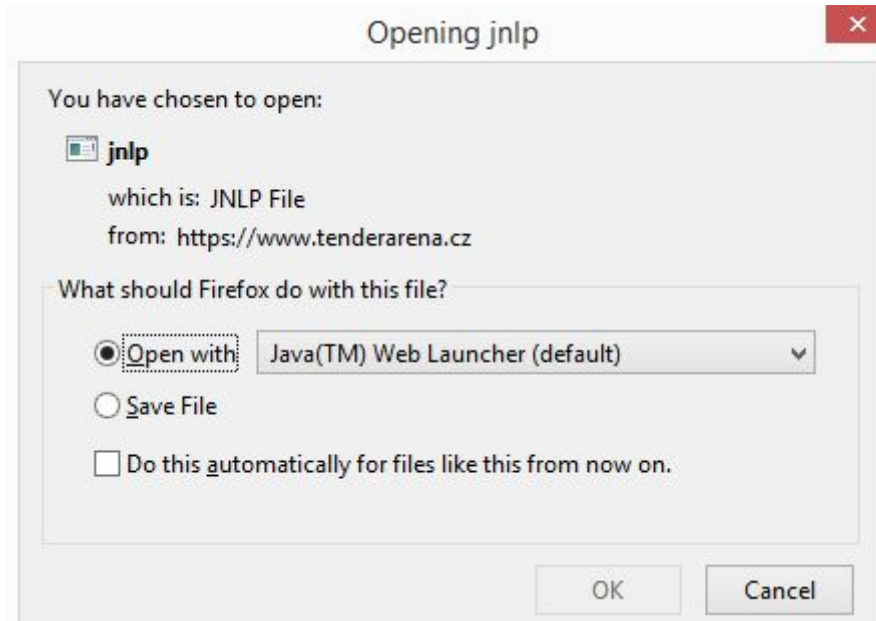 Opening jnlp
You have chosen to open:
jnlp
which is: JNLP File
from: https://www.tenderarena.cz
What should Firefox do with this file?
Open with Java(TM) Web Launcher (default)
Save File
Do this automatically for files like this from now on.
OK Cancel